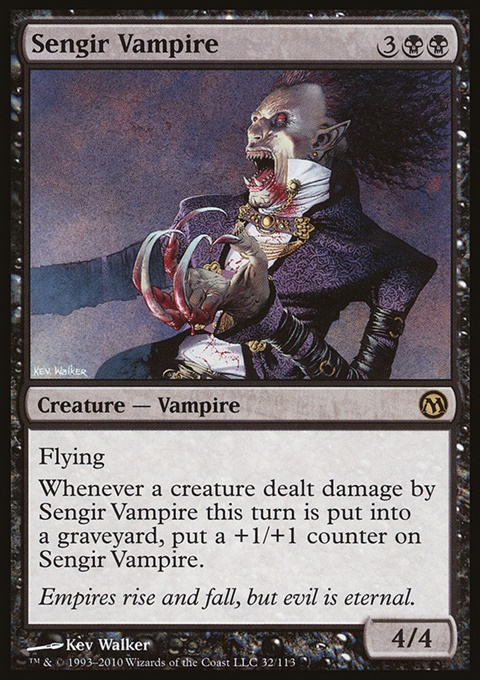 Sengir Vampire 3
KEV WALKER
Creature — Vampire
Flying
Whenever a creature dealt damage by
Sengir Vampire this turn is put into
a graveyard, put a +1/+1 counter on
Sengir Vampire.
Empires rise and fall, but evil is eternal.
Kev Walker
4/4
™ & © 1993–2010 Wizards of the Coast LLC 32/113